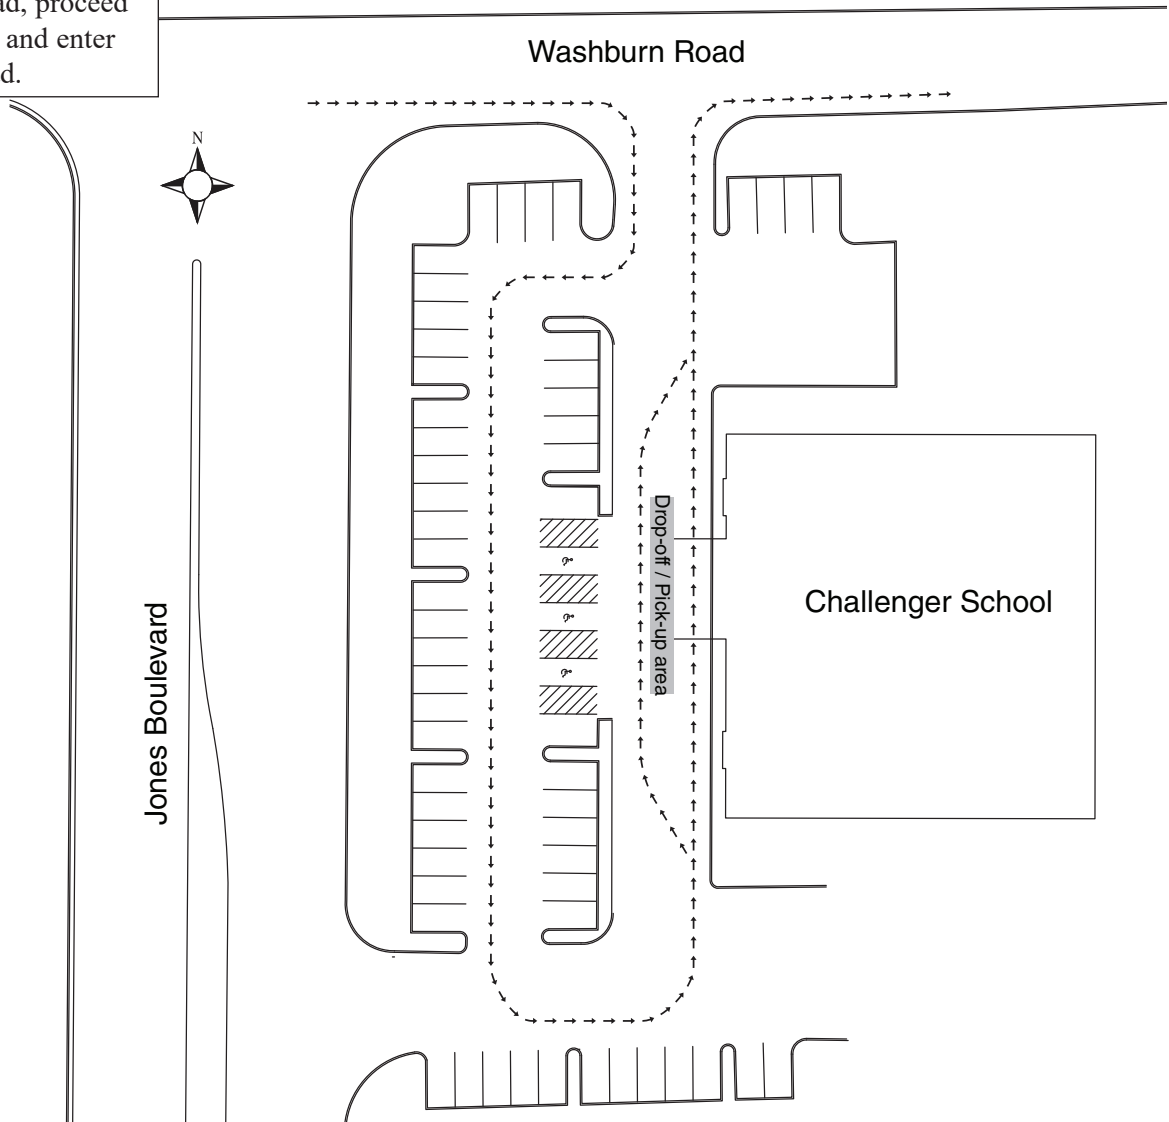 ad, proceed
and enter
d.
Washburn Road
N
Drop-off / Pick-up area
Challenger School
Jones Boulevard